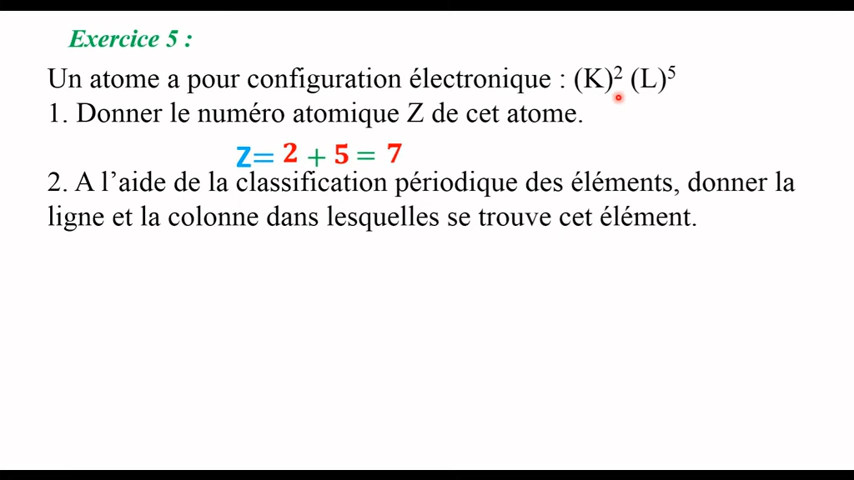 Exercice 5 :
Un atome a pour configuration électronique : (K)² (L)⁵
1. Donner le numéro atomique Z de cet atome.
Z= 2 + 5 = 7
2. A l’aide de la classification périodique des éléments, donner la
ligne et la colonne dans lesquelles se trouve cet élément.